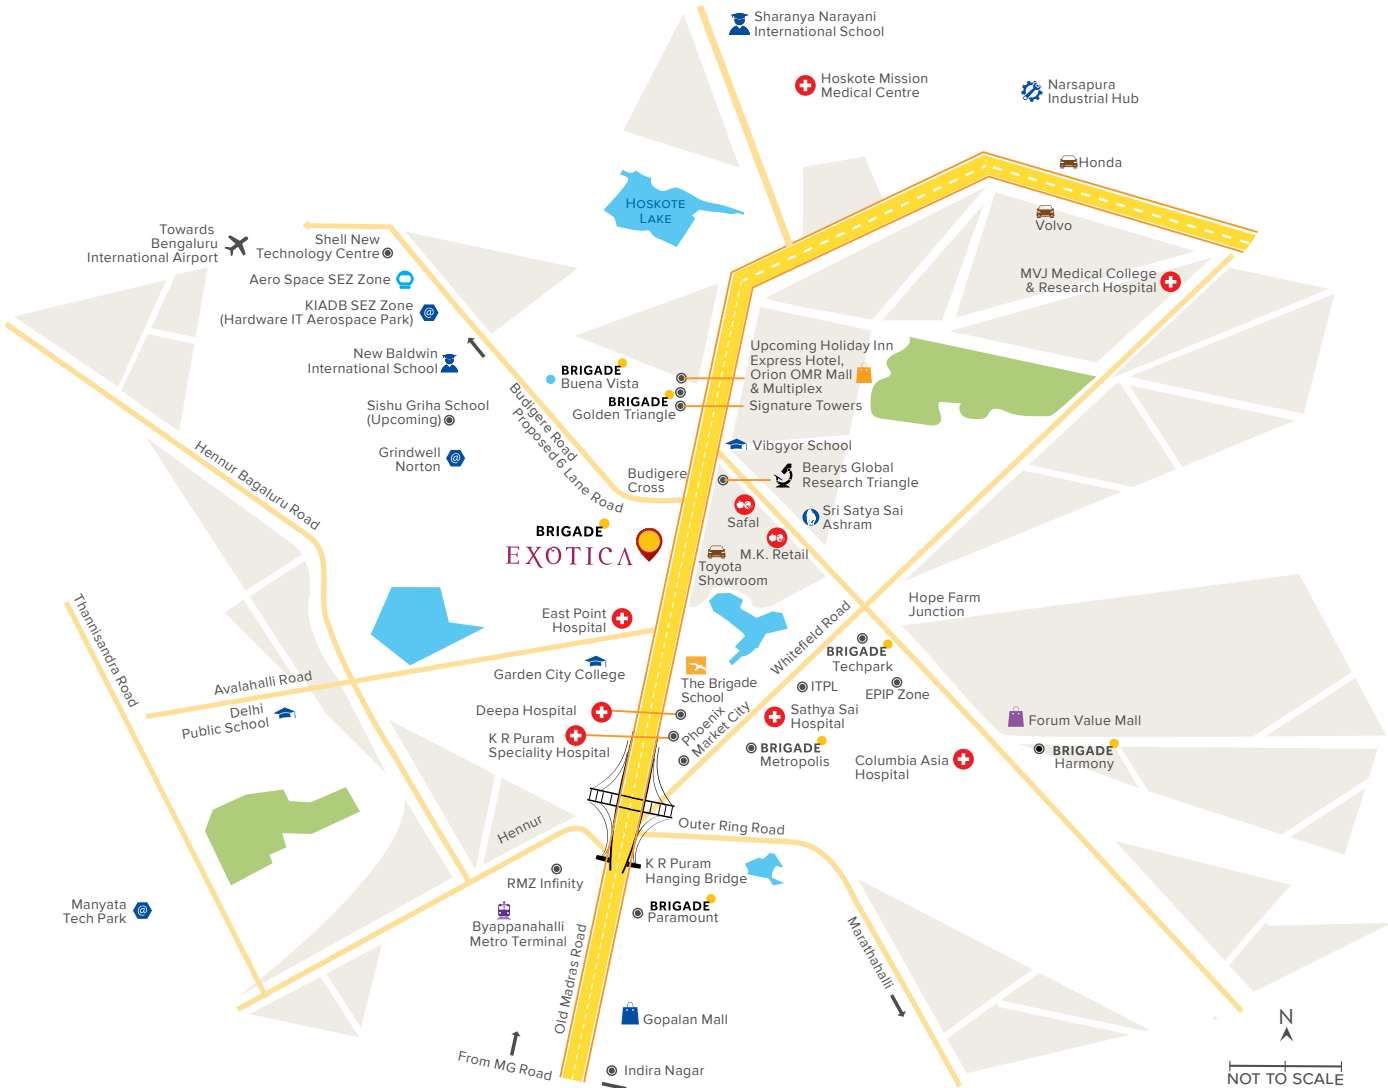 Sharanya Narayani
International School
Hoskote Mission
Medical Centre
Narsapura
Industrial Hub
Honda
HOSKOTE
LAKE
Volvo
Towards
Bengaluru
International Airport
Shell New
Technology Centre
Aero Space SEZ Zone
KIADB SEZ Zone
(Hardware IT Aerospace Park)
MVJ Medical College
& Research Hospital
New Baldwin
International School
Upcoming Holiday Inn
Express Hotel,
Orion OMR Mall
& Multiplex
Signature Towers
BRIGADE
Buena Vista
BRIGADE
Golden Triangle
Sishu Griha School
(Upcoming)
Grindwell
Norton
Budigere Road
Proposed 6 Lane Road
Hennur Bagaluru Road
Budigere
Cross
Vibgyor School
Bearys Global
Research Triangle
Safal
Sri Satya Sai
Ashram
M.K. Retail
Toyota
Showroom
BRIGADE
EXOTICA
East Point
Hospital
Hope Farm
Junction
Whitefield Road
Thannisandra Road
Avalahalli Road
Garden City College
The Brigade
School
BRIGADE
Techpark
ITPL
EPIP Zone
Delhi
Public School
Deepa Hospital
K R Puram
Speciality Hospital
Phoenix
Market City
Sathya Sai
Hospital
BRIGADE
Metropolis
Columbia Asia
Hospital
Forum Value Mall
BRIGADE
Harmony
Hennur
Outer Ring Road
K R Puram
Hanging Bridge
RMZ Infinity
Manyata
Tech Park
Byappanahalli
Metro Terminal
BRIGADE
Paramount
Marathahalli
Old Madras Road
Gopalan Mall
From MG Road
Indira Nagar
N
NOT TO SCALE